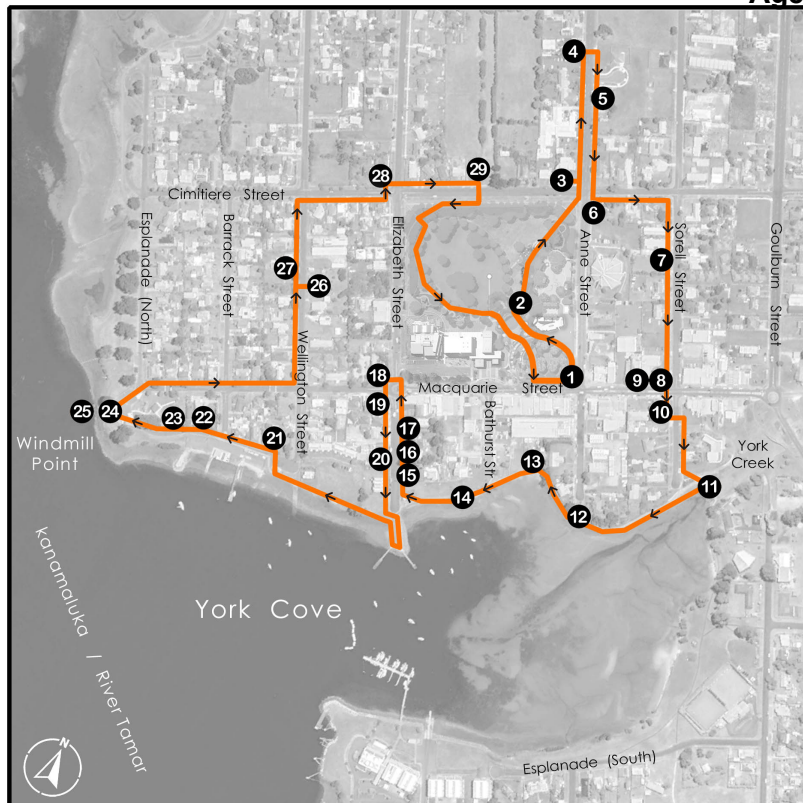 Age
4
5
3
29
28
Cimitiere Street
6
Esplanade (North)
Barrack Street
Elizabeth Street
Anne Street
Sorell Street
Goulburn Street
7
27
26
2
Wellington Street
18
1
9
8
Macquarie Street
25
24
23
22
19
10
Bathurst Str
17
21
20
16
15
13
York
Creek
Windmill
Point
14
11
12
kanamaluka / River Tamar
York Cove
Esplanade (South)
N